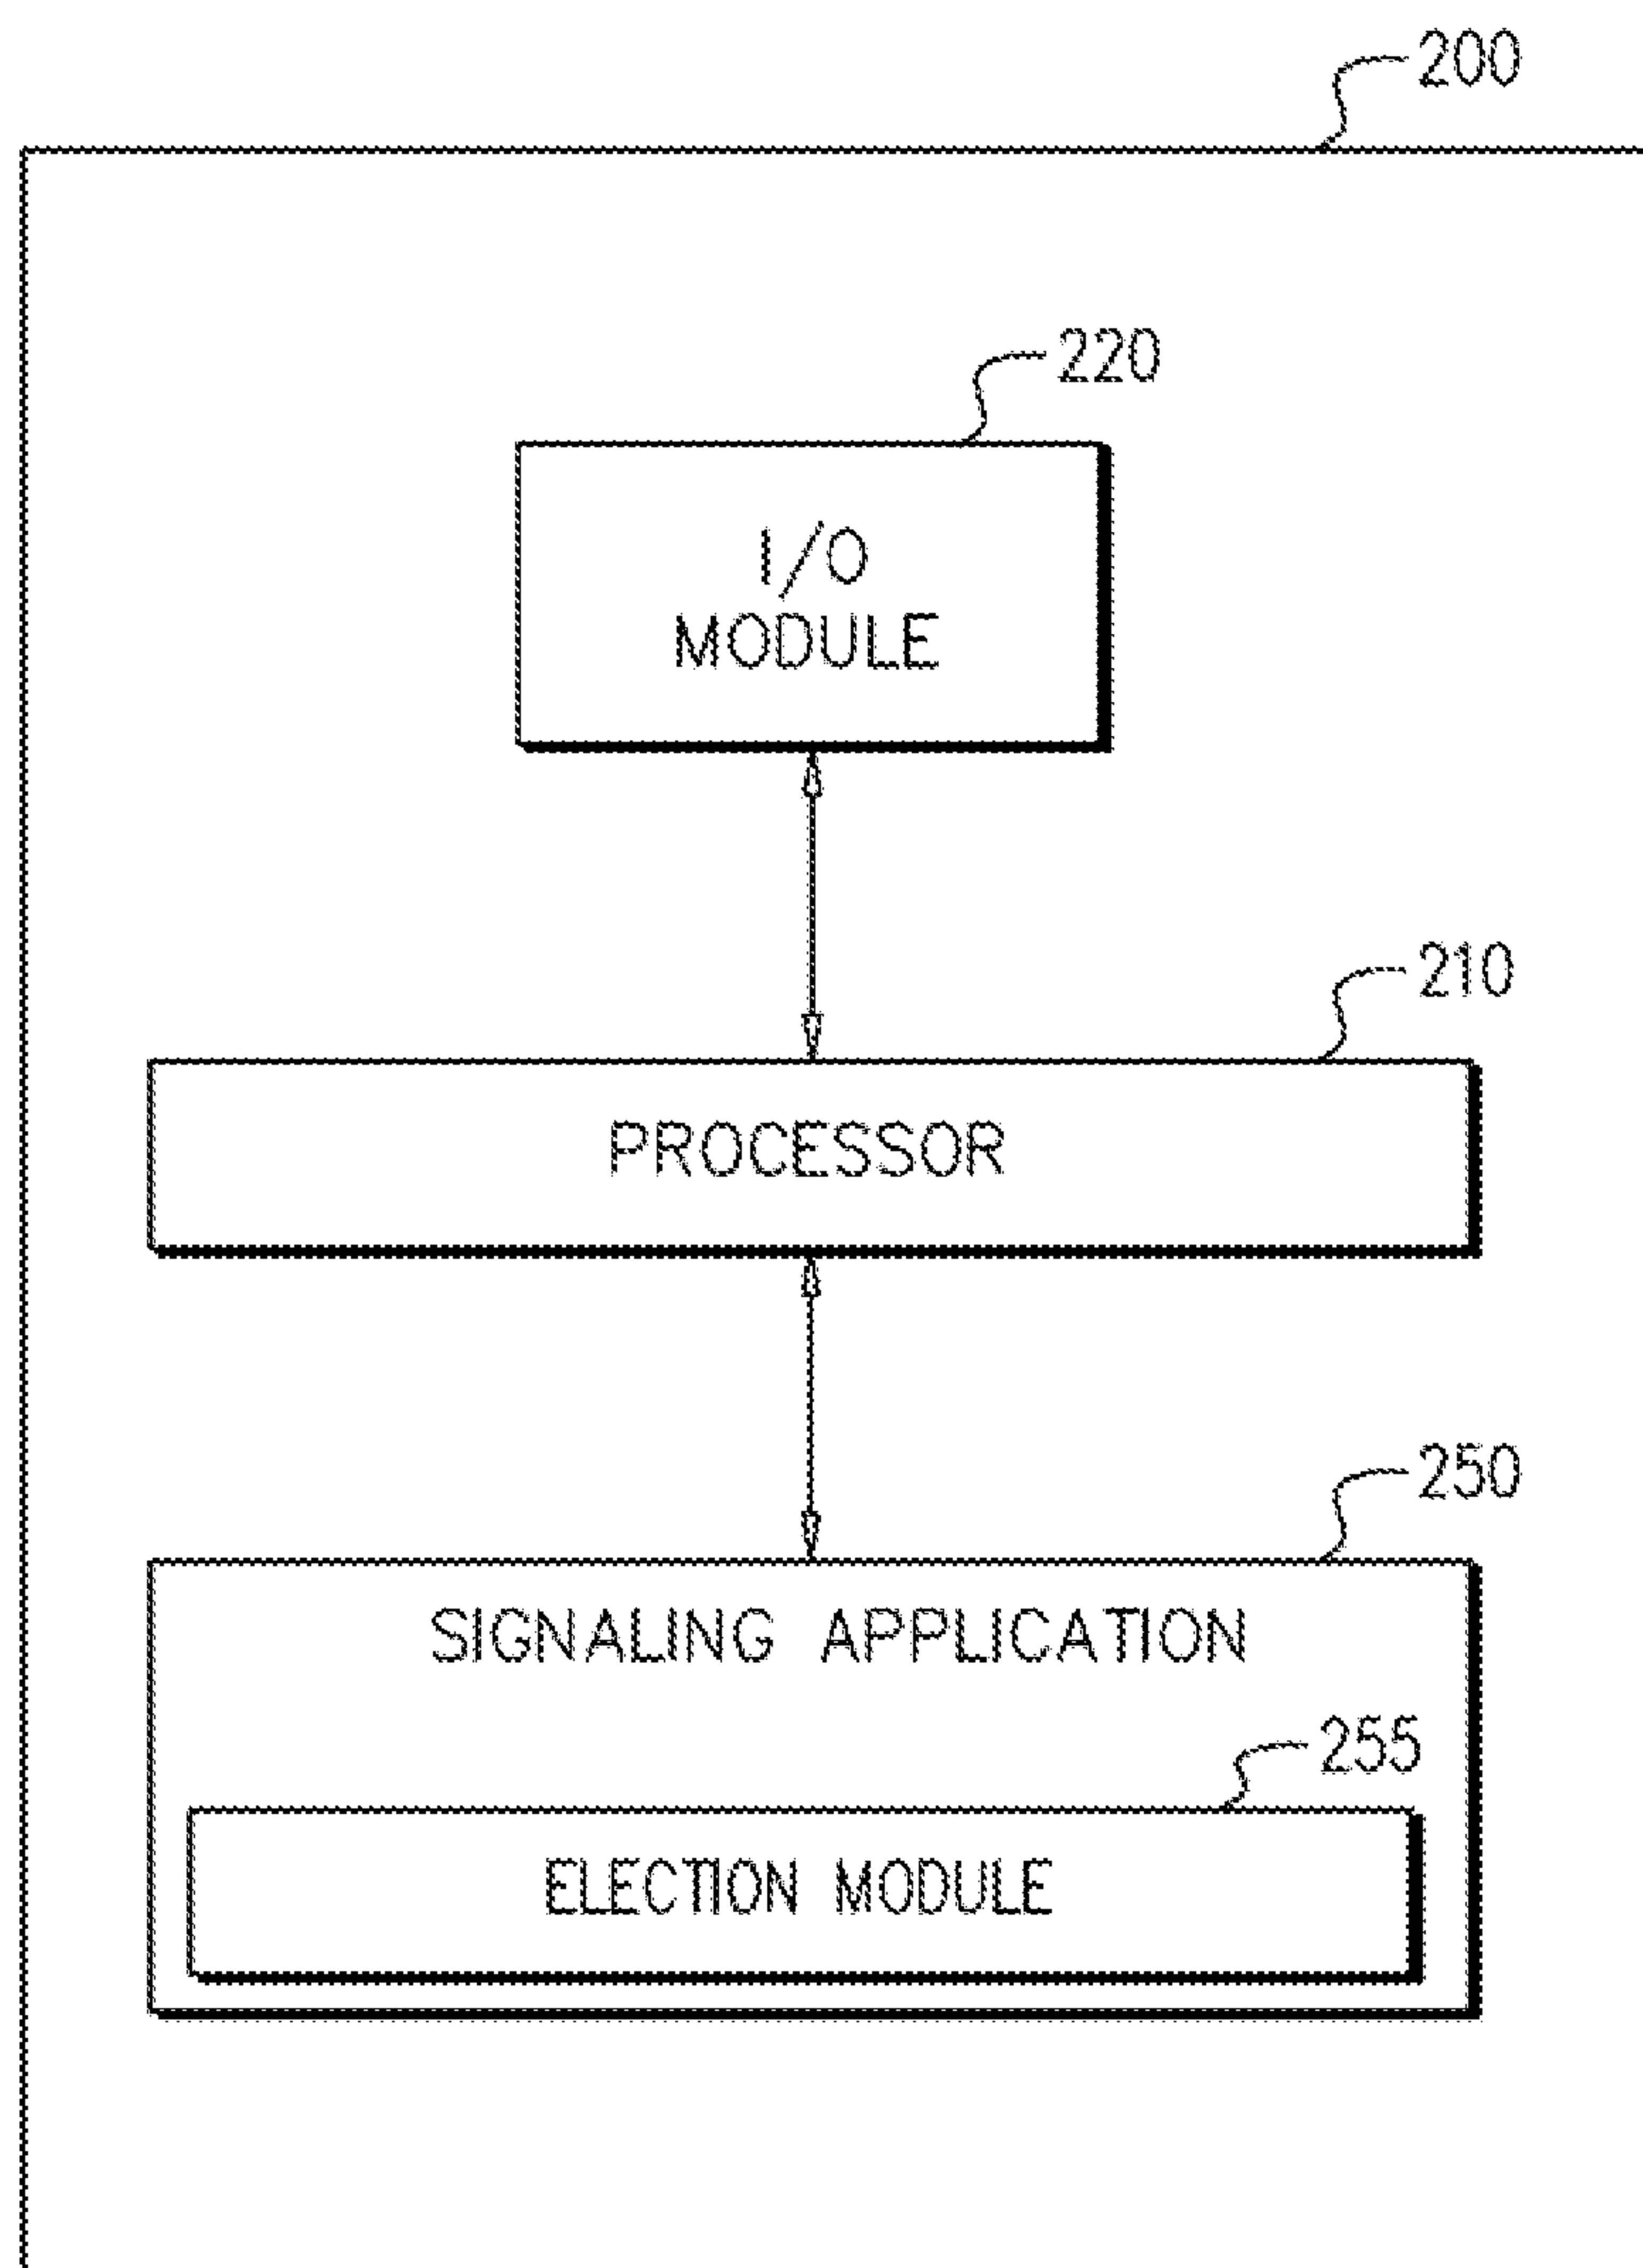 200
220
I/O
MODULE
210
PROCESSOR
250
SIGNALING APPLICATION
255
ELECTION MODULE